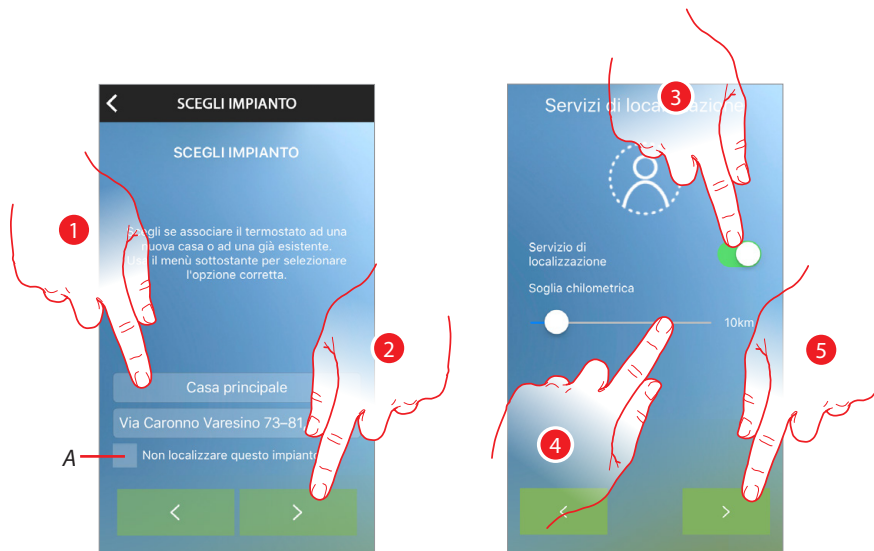 SCEGLI IMPIANTO
SCEGLI IMPIANTO
1
gli se associare il termostato ad una
nuova casa o ad una già esistente.
il menù sottostante per selezionare
l'opzione corretta.
2
Casa principale
Via Caronno Varesino 73–81,
A
Non localizzare questo impianto
<
>
Servizi di localizzazione
3
Servizio di
localizzazione
Soglia chilometrica
10km
4
5
<
>